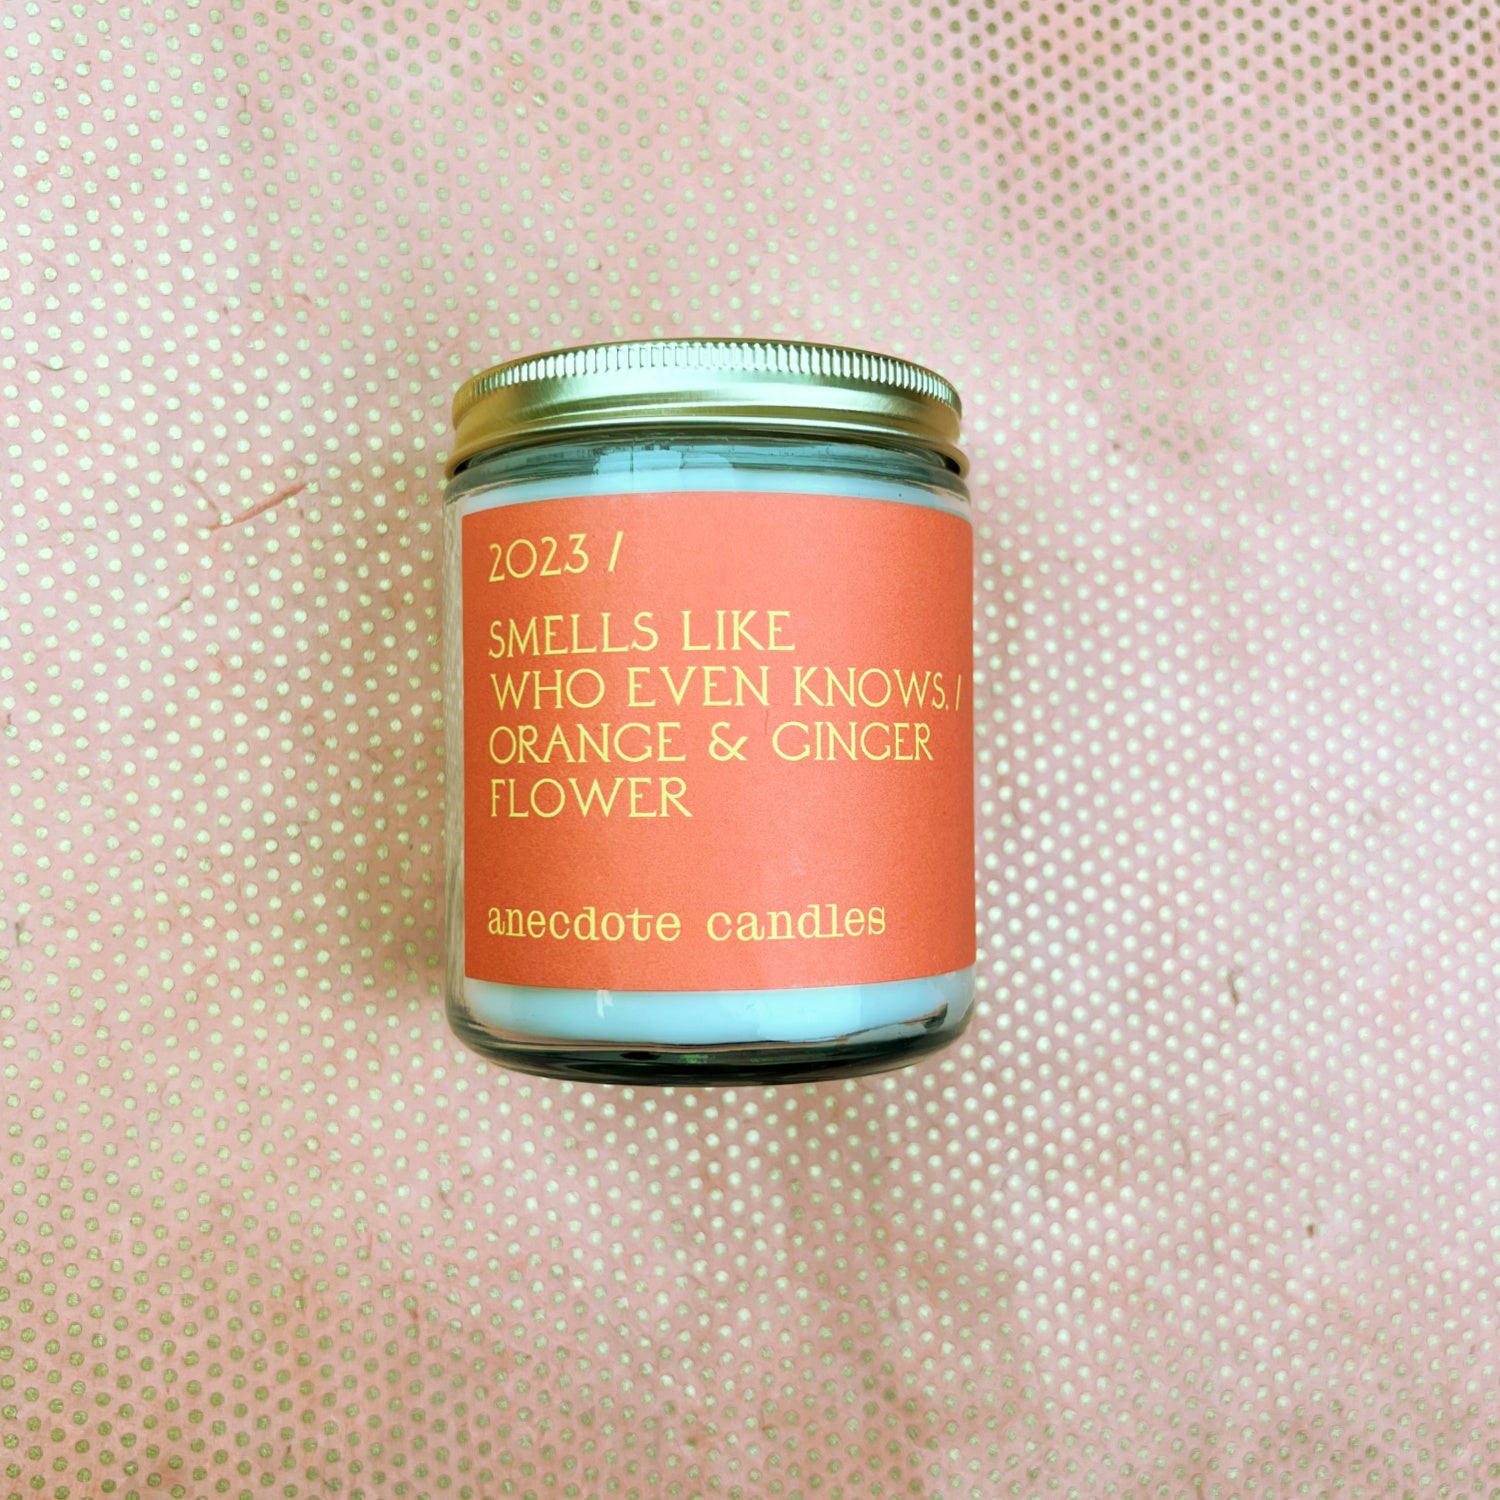 2023 /
SMELLS LIKE
WHO EVEN KNOWS. /
ORANGE & GINGER
FLOWER
anecdote candles